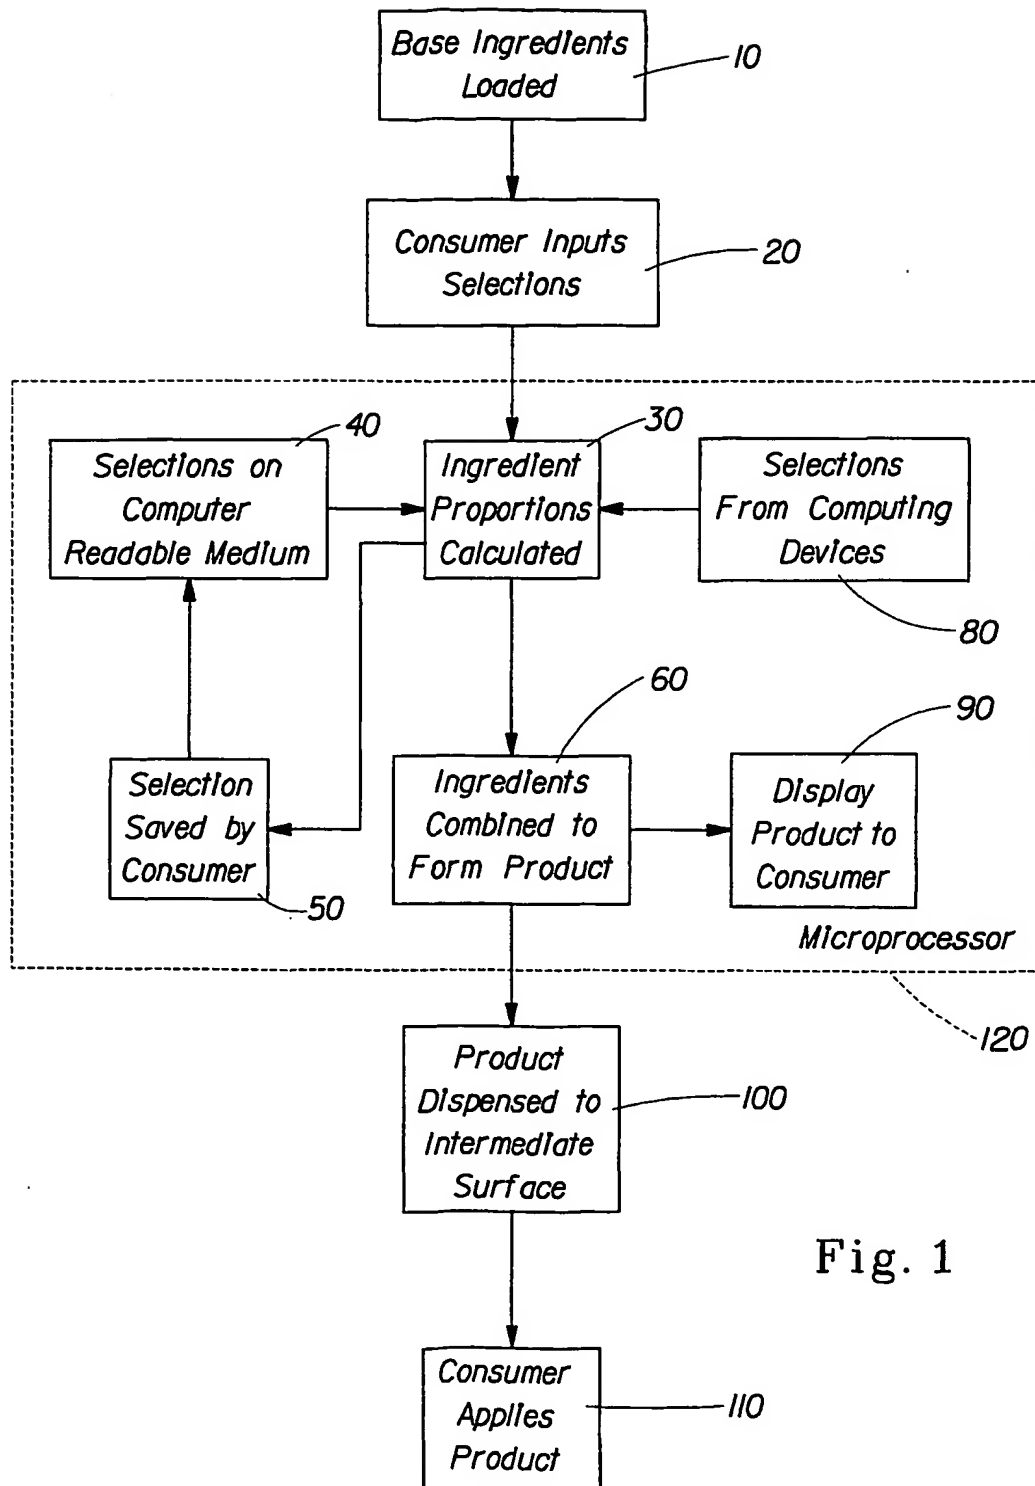 Base Ingredients
Loaded
10
Consumer Inputs
Selections
20
40
Selections on
Computer
Readable Medium
30
Ingredient
Proportions
Calculated
Selections
From Computing
Devices
80
60
90
Selection
Saved by
Consumer
50
Ingredients
Combined to
Form Product
Display
Product to
Consumer
Microprocessor
120
Product
Dispensed to
Intermediate
Surface
100
Fig. 1
Consumer
Applies
Product
110